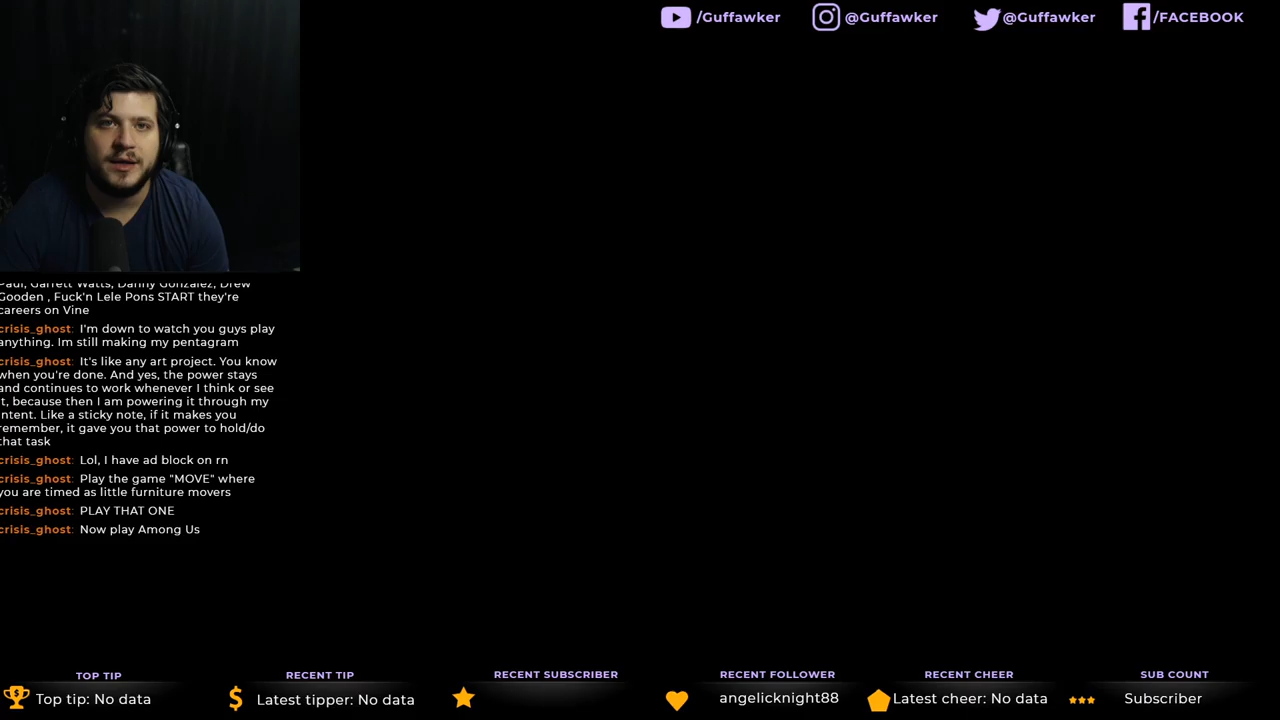 /Guffawker @Guffawker @Guffawker /FACEBOOK
Paul, Garrett Watts, Danny Gonzalez, Drew
Gooden , Fuck'n Lele Pons START they're
careers on Vine
crisis_ghost: I'm down to watch you guys play
anything. Im still making my pentagram
crisis_ghost: It's like any art project. You know
when you're done. And yes, the power stays
and continues to work whenever I think or see
it, because then I am powering it through my
intent. Like a sticky note, if it makes you
remember, it gave you that power to hold/do
that task
crisis_ghost: Lol, I have ad block on rn
crisis_ghost: Play the game "MOVE" where
you are timed as little furniture movers
crisis_ghost: PLAY THAT ONE
crisis_ghost: Now play Among Us
TOP TIP RECENT TIP RECENT SUBSCRIBER RECENT FOLLOWER RECENT CHEER SUB COUNT
Top tip: No data Latest tipper: No data angelicknight88 Latest cheer: No data Subscriber